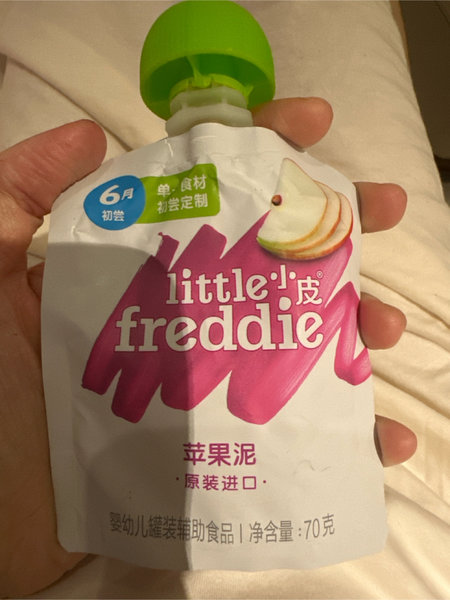 6月
初尝
单一食材
初尝定制
little小皮®
freddie
苹果泥
·原装进口·
婴幼儿罐装辅助食品 | 净含量:70克